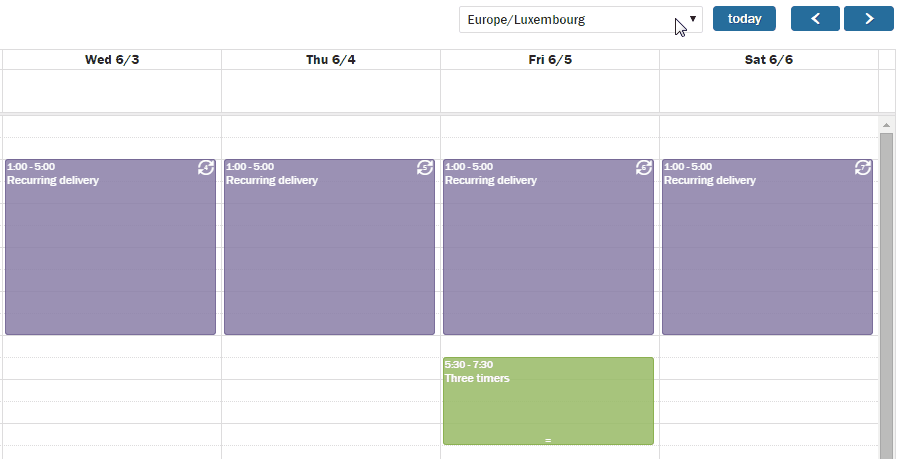 Europe/Luxembourg
today
Wed 6/3
Thu 6/4
Fri 6/5
Sat 6/6
1:00 - 5:00
Recurring delivery
1:00 - 5:00
Recurring delivery
1:00 - 5:00
Recurring delivery
1:00 - 5:00
Recurring delivery
5:30 - 7:30
Three timers